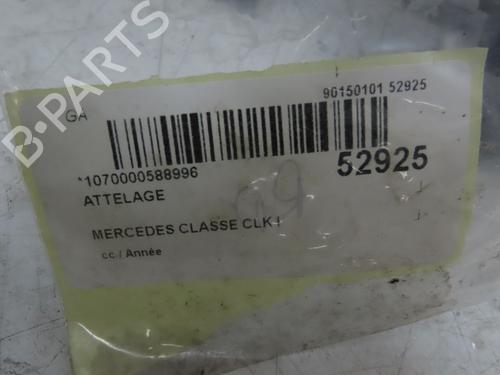 B-PARTS
GA
90150101 52925
*1070000588996
52925
ATTELAGE
MERCEDES CLASSE CLK I
cc / Année